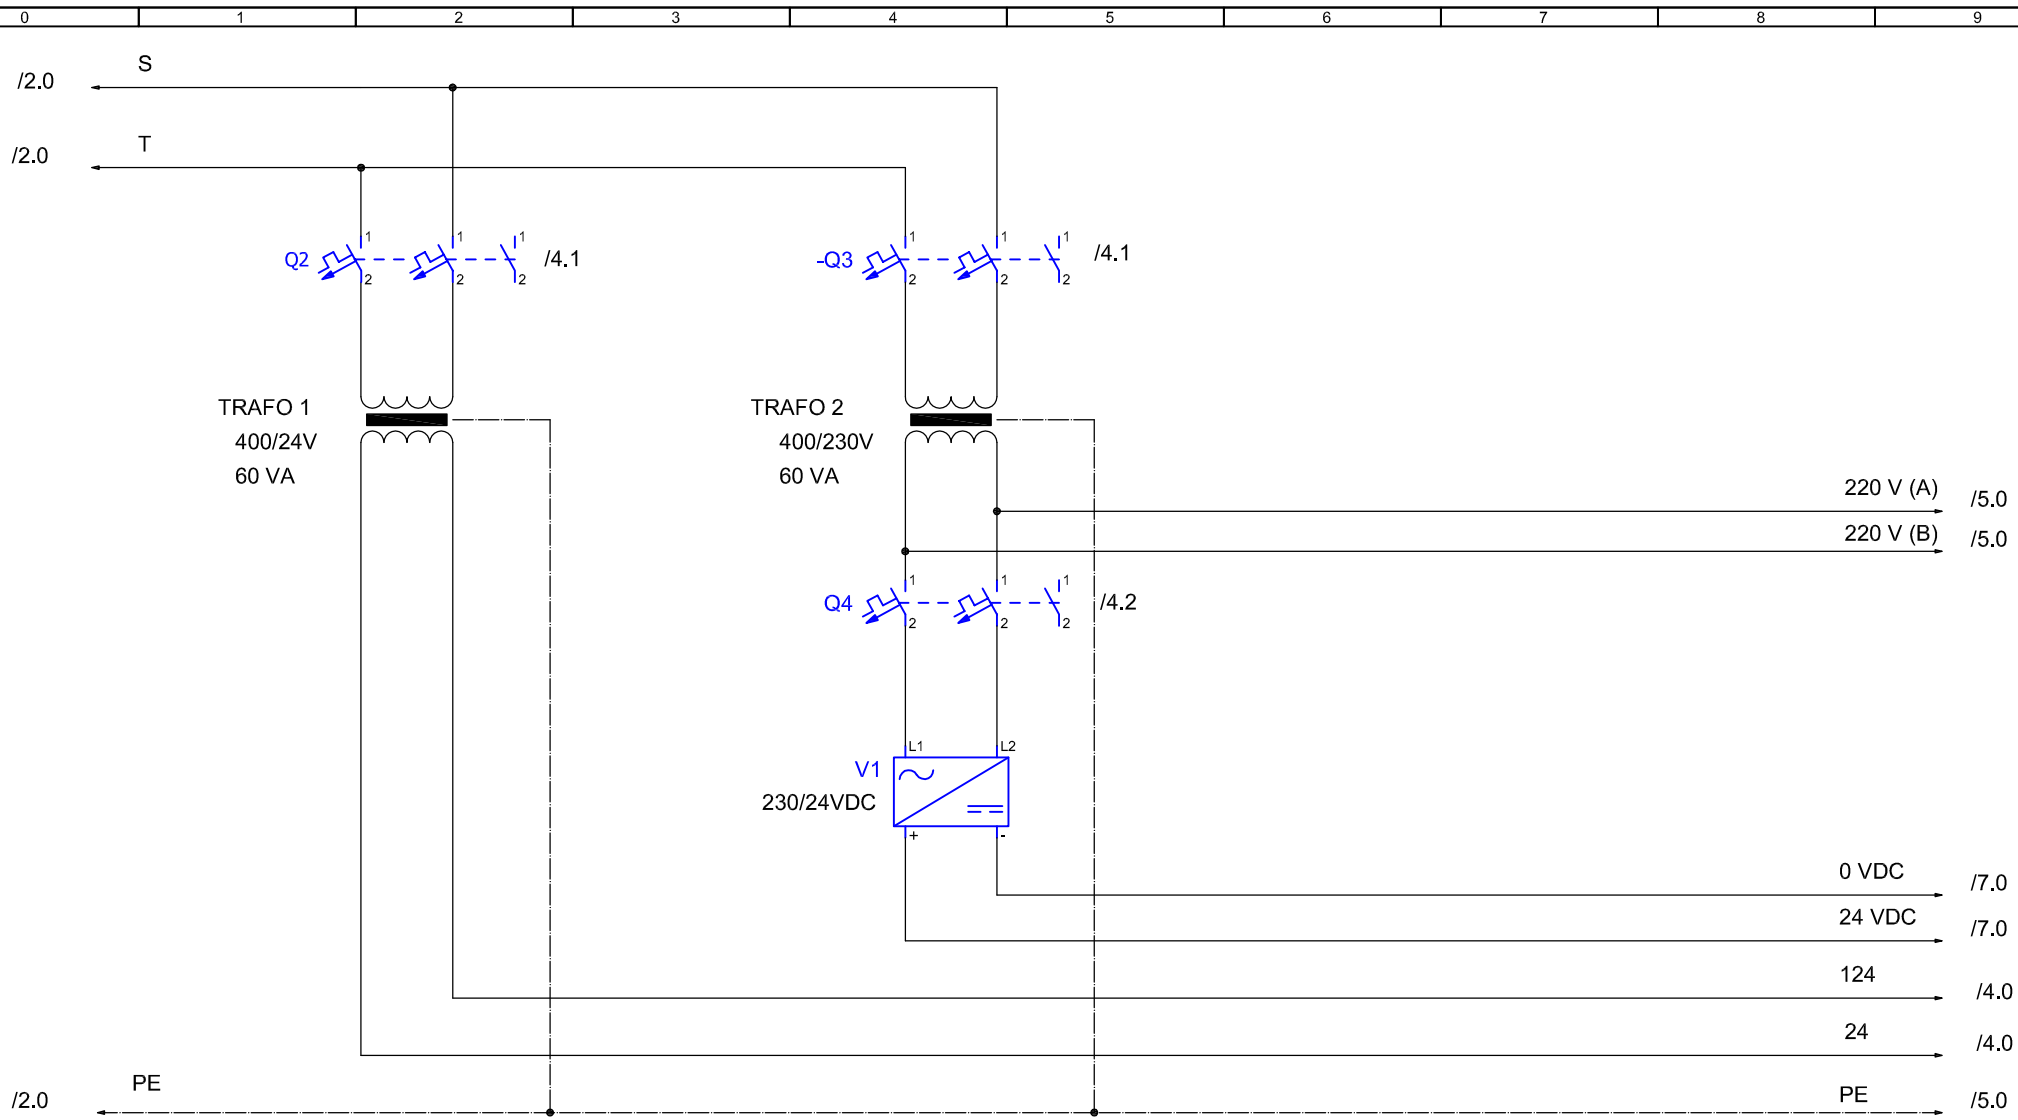 0 1 2 3 4 5 6 7 8 9
S
/2.0
T
/2.0
1 1 1 1 1 1
Q2 /4.1 -Q3 /4.1
2 2 2 2 2 2
TRAFO 1 TRAFO 2
400/24V 400/230V
60 VA 60 VA
220 V (A) /5.0
220 V (B) /5.0
1 1 1
Q4 /4.2
2 2 2
L1 L2
V1
230/24VDC
+ -
0 VDC /7.0
24 VDC /7.0
124 /4.0
24 /4.0
PE PE
/2.0 /5.0